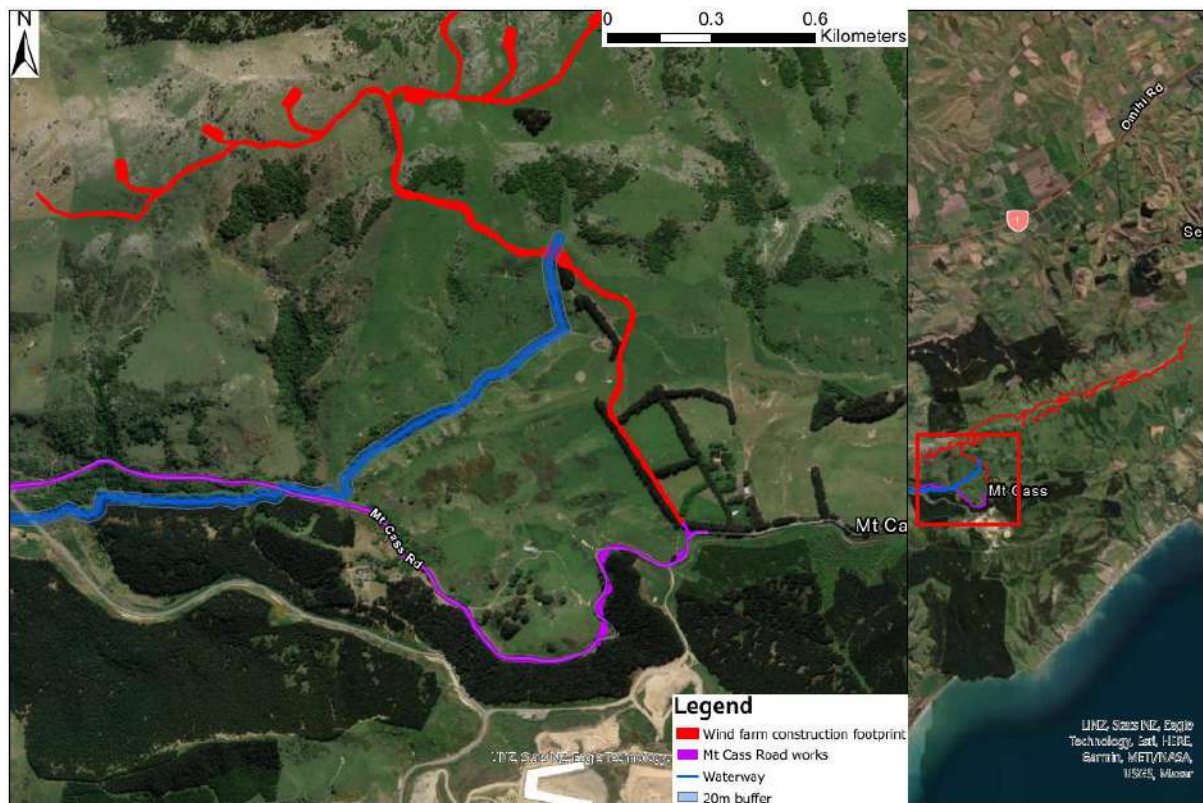 N
0 0.3 0.6
Kilometers
Omihi Rd
1
Se
Mt Cass
Mt Ca
Mt Cass Rd
Legend
Wind farm construction footprint
Mt Cass Road works
Waterway
20m buffer
LINZ, Stats NZ, Eagle Technology,
LINZ, Stats NZ, Eagle
Technology, Esri, HERE,
Garmin, METI/NASA,
USGS, Maxar